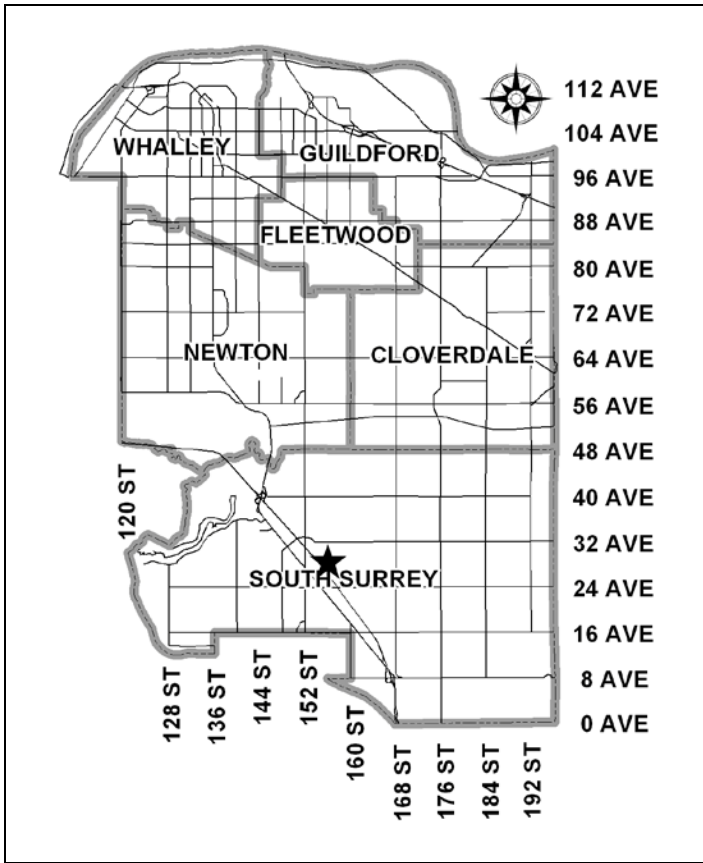 112 AVE
104 AVE
WHALLEY
GUILDFORD
96 AVE
88 AVE
FLEETWOOD
80 AVE
72 AVE
NEWTON
CLOVERDALE
64 AVE
56 AVE
48 AVE
120 ST
40 AVE
32 AVE
SOUTH SURREY
24 AVE
16 AVE
8 AVE
0 AVE
128 ST
136 ST
144 ST
152 ST
160 ST
168 ST
176 ST
184 ST
192 ST